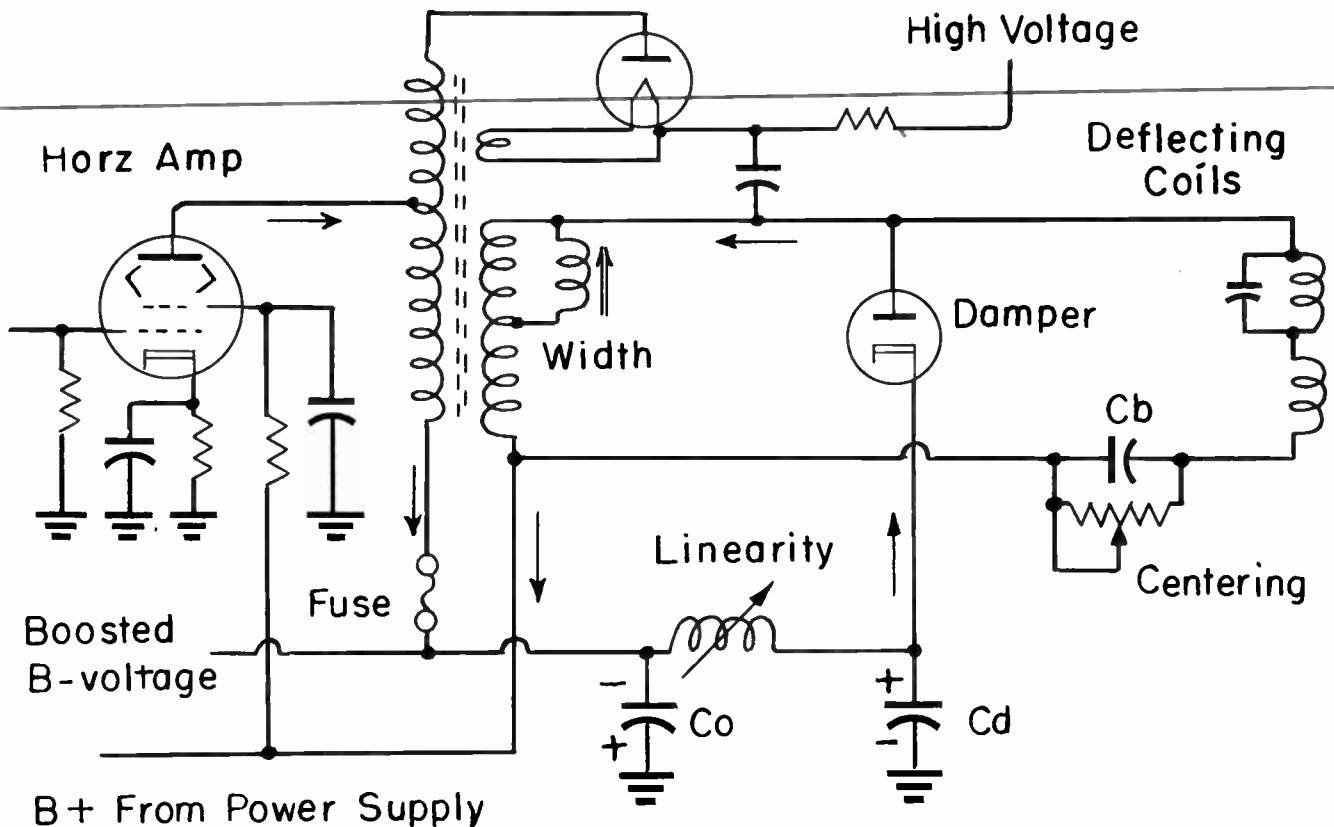 High Voltage
Horz Amp
Deflecting
Coils
Damper
Width
Cb
Linearity
Centering
Fuse
Boosted
B-voltage
-
+
Co
+
-
Cd
B+ From Power Supply